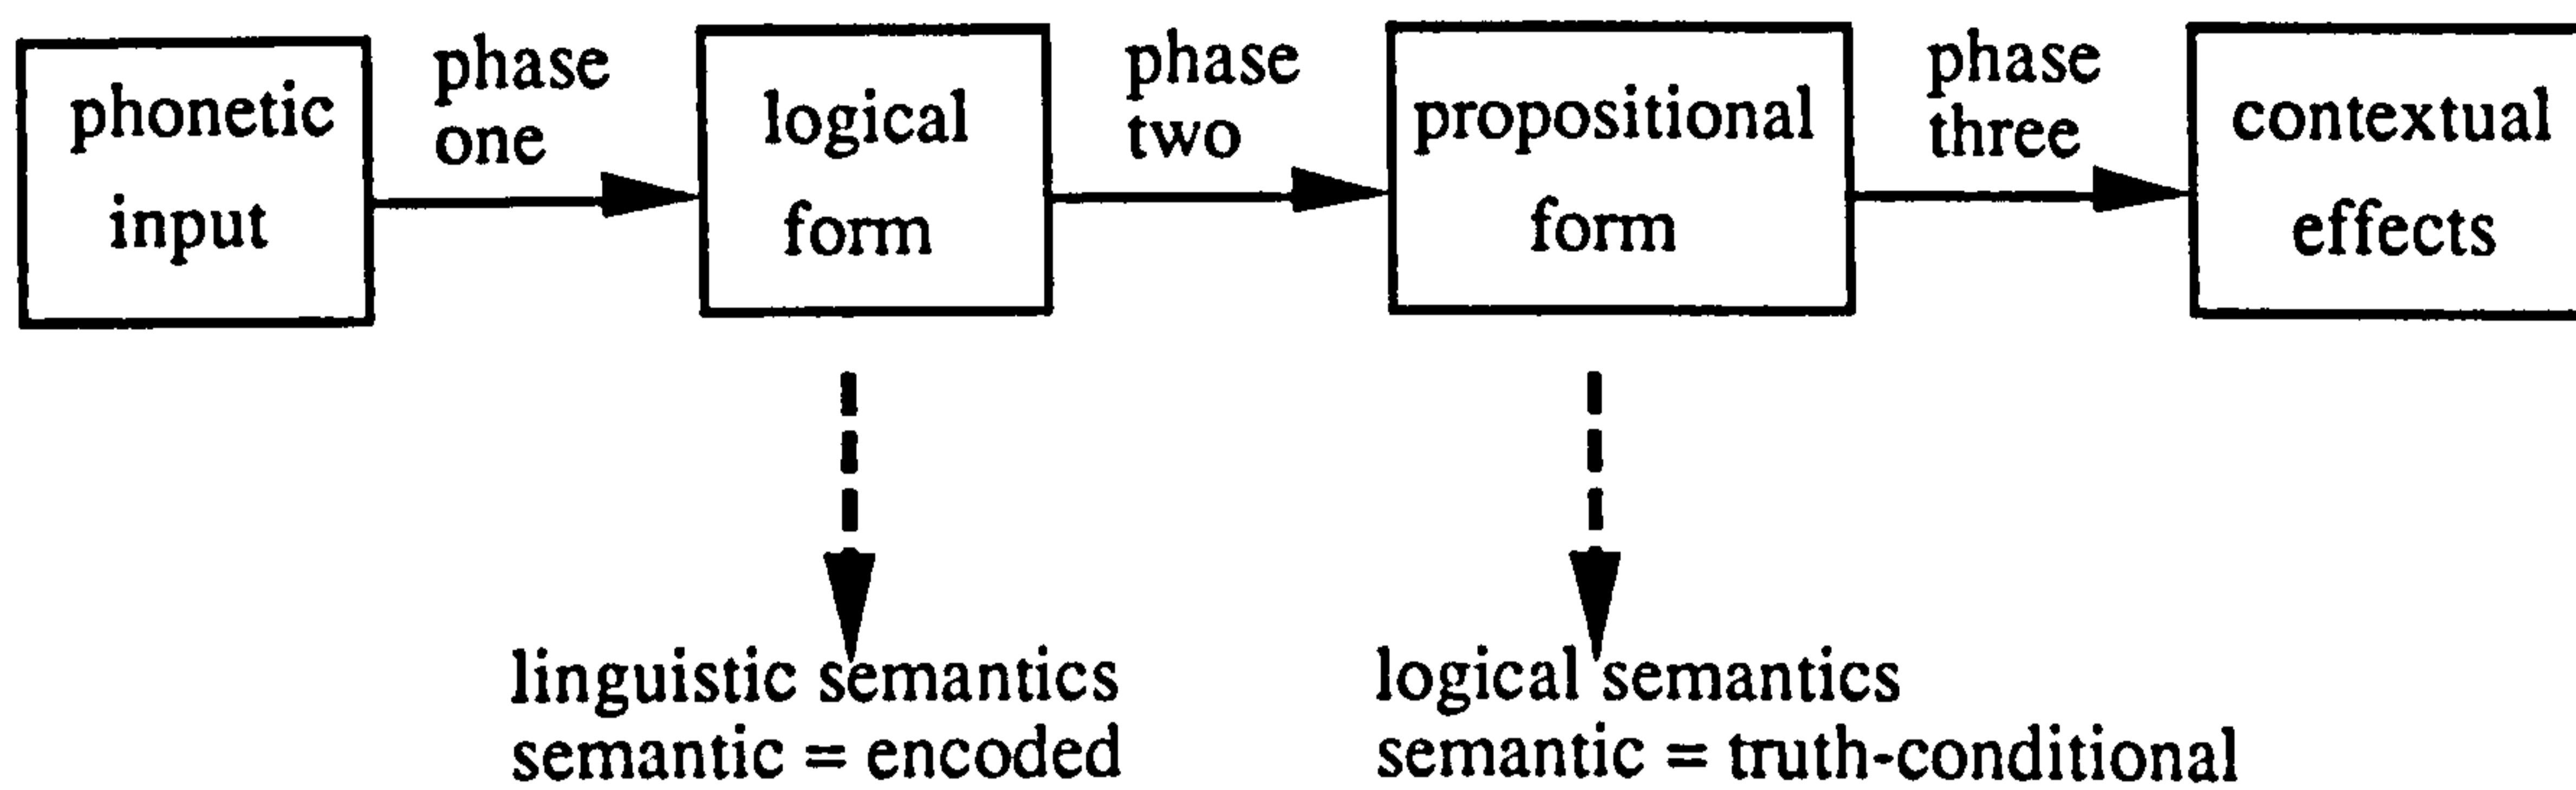 phonetic
input
phase
one
logical
form
phase
two
propositional
form
phase
three
contextual
effects
linguistic semantics
semantic = encoded
logical semantics
semantic = truth-conditional